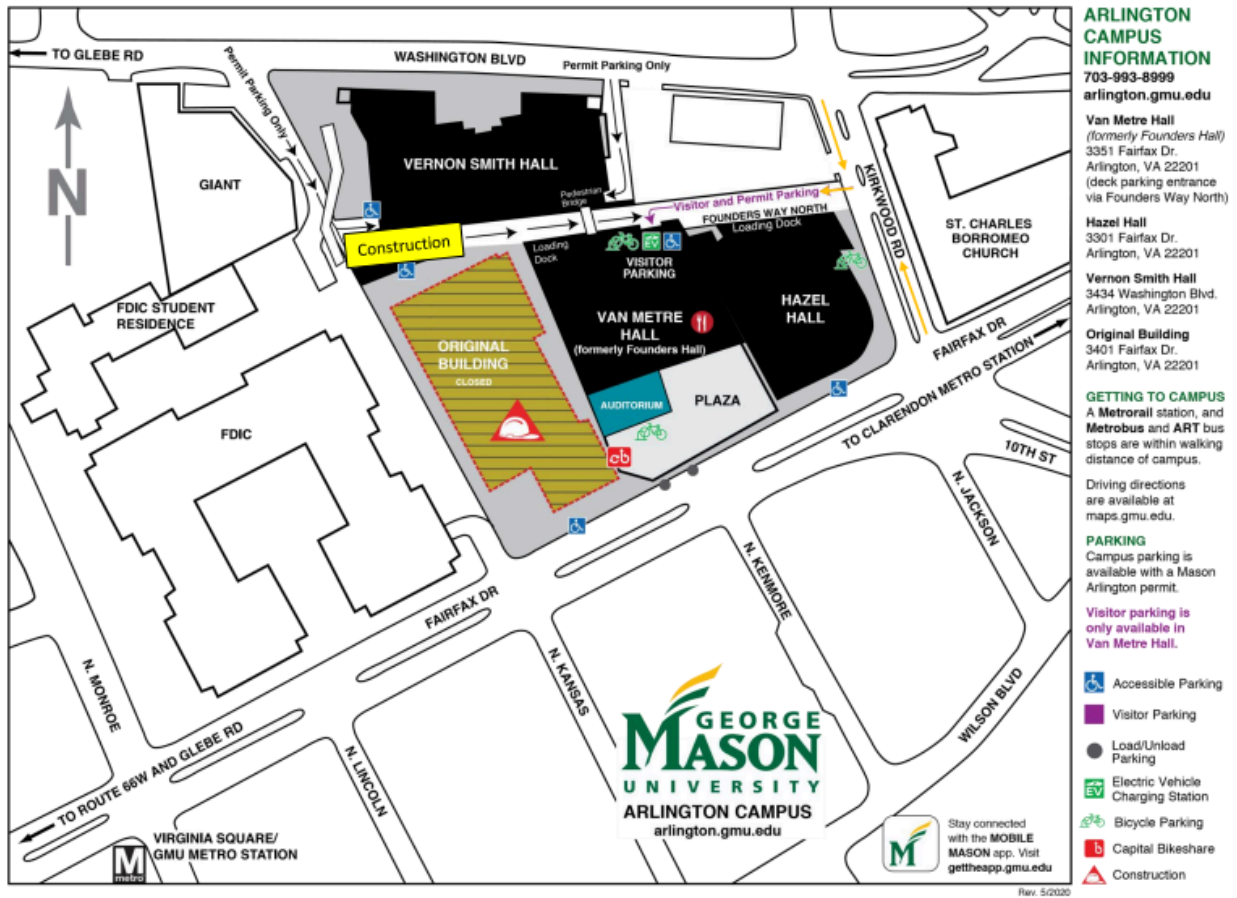 TO GLEBE RD
WASHINGTON BLVD
Permit Parking Only
Permit Parking Only
N
GIANT
VERNON SMITH HALL
Pedestrian
Bridge
Visitor and Permit Parking
FOUNDERS WAY NORTH
Loading Dock
KIRKWOOD RD
ST. CHARLES
BORROMEO
CHURCH
Construction
Loading
Dock
EV
VISITOR
PARKING
FDIC STUDENT
RESIDENCE
VAN METRE
HALL
(formerly Founders Hall)
HAZEL
HALL
ORIGINAL
BUILDING
CLOSED
AUDITORIUM
PLAZA
FAIRFAX DR
TO CLARENDON METRO STATION
10TH ST
FDIC
cb
N. JACKSON
N. KENMORE
FAIRFAX DR
N. KANSAS
N. MONROE
N. LINCOLN
WILSON BLVD
TO ROUTE 66W AND GLEBE RD
VIRGINIA SQUARE/
GMU METRO STATION
M
metro
GEORGE
MASON
UNIVERSITY
ARLINGTON CAMPUS
arlington.gmu.edu
M
Stay connected
with the MOBILE
MASON app. Visit
gettheapp.gmu.edu
ARLINGTON
CAMPUS
INFORMATION
703-993-8999
arlington.gmu.edu
Van Metre Hall
(formerly Founders Hall)
3351 Fairfax Dr.
Arlington, VA 22201
(deck parking entrance
via Founders Way North)
Hazel Hall
3301 Fairfax Dr.
Arlington, VA 22201
Vernon Smith Hall
3434 Washington Blvd.
Arlington, VA 22201
Original Building
3401 Fairfax Dr.
Arlington, VA 22201
GETTING TO CAMPUS
A Metrorail station, and
Metrobus and ART bus
stops are within walking
distance of campus.
Driving directions
are available at
maps.gmu.edu.
PARKING
Campus parking is
available with a Mason
Arlington permit.
Visitor parking is
only available in
Van Metre Hall.
Accessible Parking
Visitor Parking
Load/Unload
Parking
EV
Electric Vehicle
Charging Station
Bicycle Parking
b
Capital Bikeshare
Construction
Rev. 5/2020